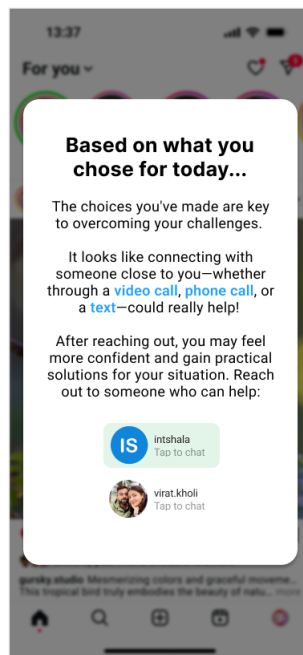 13:37
For you
Based on what you
chose for today...
The choices you've made are key
to overcoming your challenges.
It looks like connecting with
someone close to you—whether
through a video call, phone call, or
a text—could really help!
After reaching out, you may feel
more confident and gain practical
solutions for your situation. Reach
out to someone who can help:
IS
intshala
Tap to chat
virat.kholi
Tap to chat
gursky.studio Mesmerizing colors and graceful moveme...
This tropical bird truly embodies the beauty of natu... more